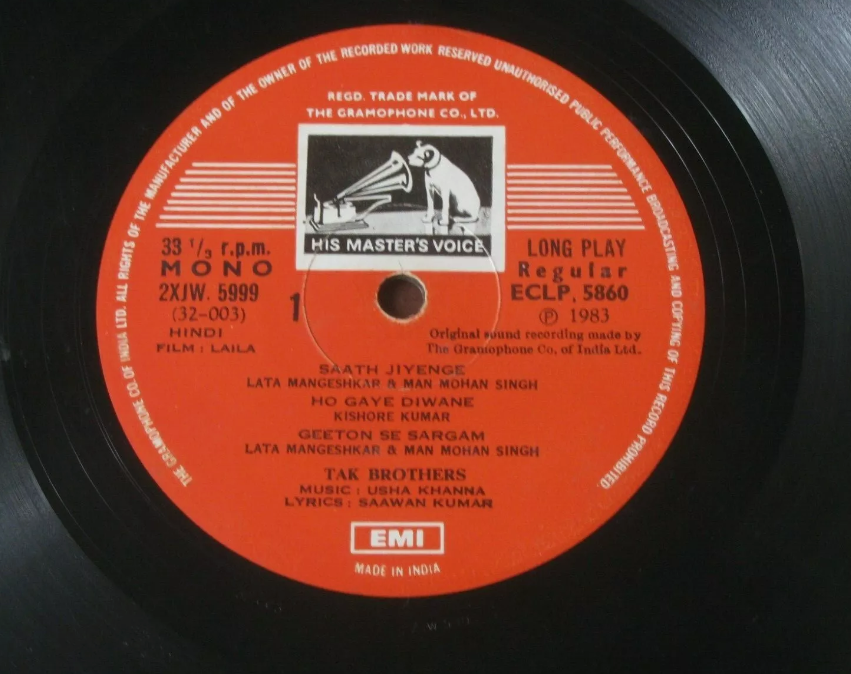 THE GRAMOPHONE CO. OF INDIA LTD. ALL RIGHTS OF THE MANUFACTURER AND OF THE OWNER OF THE RECORDED WORK RESERVED UNAUTHORISED PUBLIC PERFORMANCE BROADCASTING AND COPYING OF THIS RECORD PROHIBITED.
REGD. TRADE MARK OF
THE GRAMOPHONE CO., LTD.
HIS MASTER'S VOICE
33 1/3 r.p.m.
MONO
2XJW. 5999
(32-003)
1
HINDI
FILM : LAILA
LONG PLAY
Regular
ECLP. 5860
℗ 1983
Original sound recording made by
The Gramophone Co. of India Ltd.
SAATH JIYENGE
LATA MANGESHKAR & MAN MOHAN SINGH
HO GAYE DIWANE
KISHORE KUMAR
GEETON SE SARGAM
LATA MANGESHKAR & MAN MOHAN SINGH
TAK BROTHERS
MUSIC : USHA KHANNA
LYRICS : SAAWAN KUMAR
EMI
MADE IN INDIA